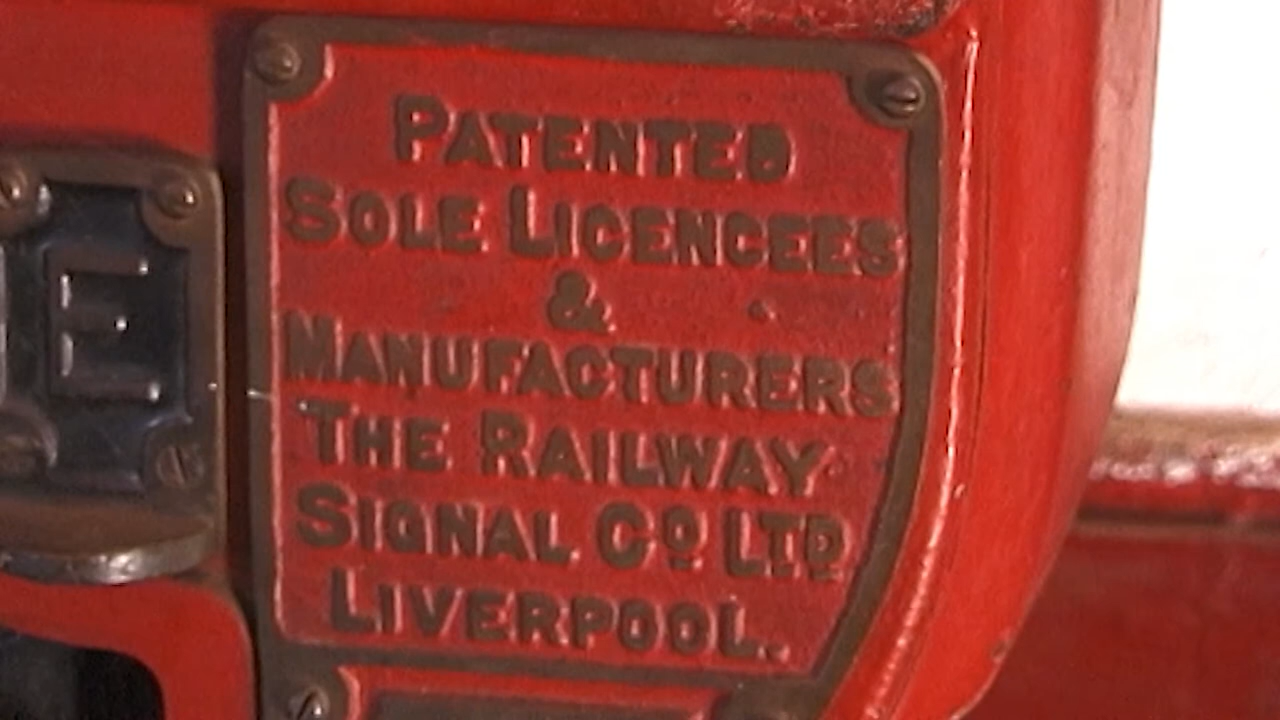 PATENTED
SOLE LICENCEES
&
MANUFACTURERS
THE RAILWAY
SIGNAL Cº LTD
LIVERPOOL.
E